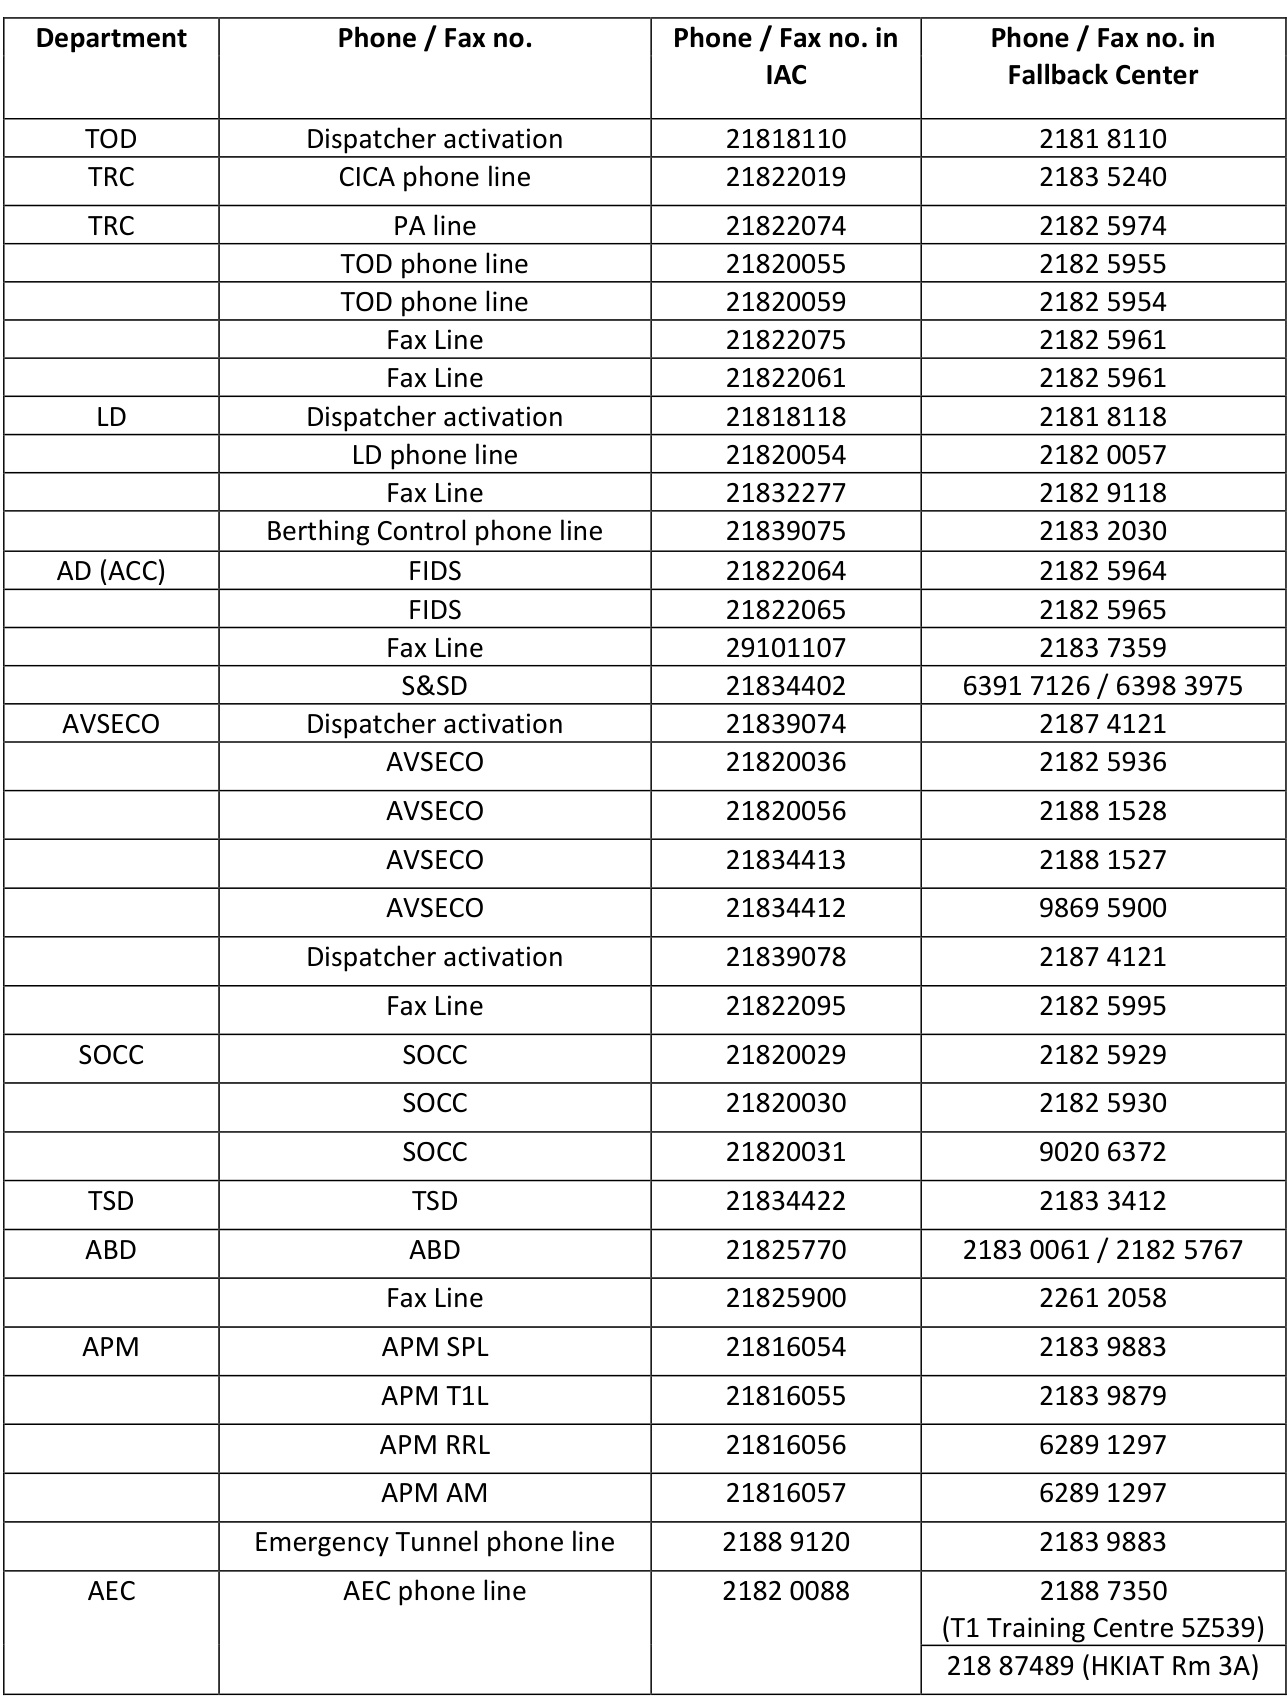 Department Phone / Fax no. Phone / Fax no. in Phone / Fax no. in
IAC Fallback Center
TOD Dispatcher activation 21818110 2181 8110
TRC CICA phone line 21822019 2183 5240
TRC PA line 21822074 2182 5974
TOD phone line 21820055 2182 5955
TOD phone line 21820059 2182 5954
Fax Line 21822075 2182 5961
Fax Line 21822061 2182 5961
LD Dispatcher activation 21818118 2181 8118
LD phone line 21820054 2182 0057
Fax Line 21832277 2182 9118
Berthing Control phone line 21839075 2183 2030
AD (ACC) FIDS 21822064 2182 5964
FIDS 21822065 2182 5965
Fax Line 29101107 2183 7359
S&SD 21834402 6391 7126 / 6398 3975
AVSECO Dispatcher activation 21839074 2187 4121
AVSECO 21820036 2182 5936
AVSECO 21820056 2188 1528
AVSECO 21834413 2188 1527
AVSECO 21834412 9869 5900
Dispatcher activation 21839078 2187 4121
Fax Line 21822095 2182 5995
SOCC SOCC 21820029 2182 5929
SOCC 21820030 2182 5930
SOCC 21820031 9020 6372
TSD TSD 21834422 2183 3412
ABD ABD 21825770 2183 0061 / 2182 5767
Fax Line 21825900 2261 2058
APM APM SPL 21816054 2183 9883
APM T1L 21816055 2183 9879
APM RRL 21816056 6289 1297
APM AM 21816057 6289 1297
Emergency Tunnel phone line 2188 9120 2183 9883
AEC AEC phone line 2182 0088 2188 7350
(T1 Training Centre 5Z539)
218 87489 (HKIAT Rm 3A)